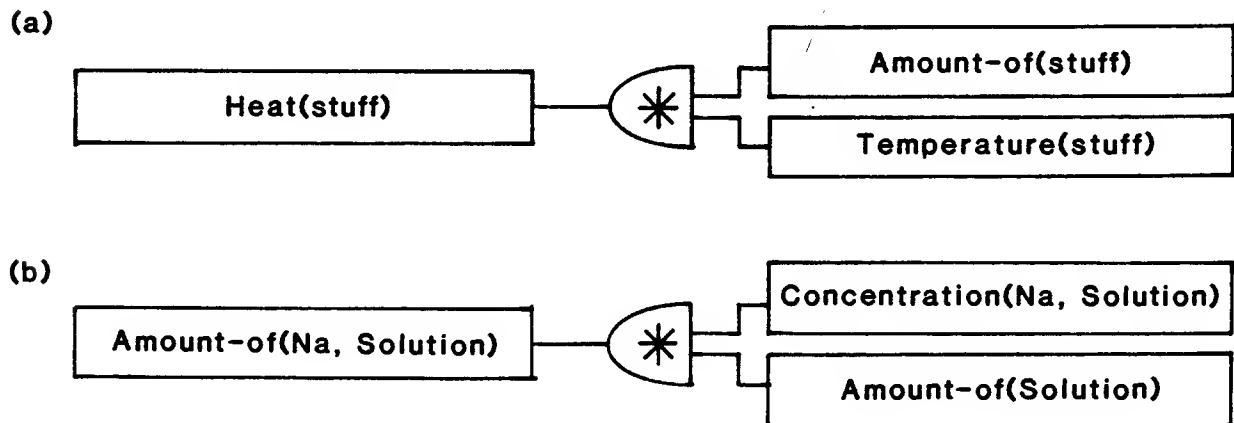 (a)
Heat(stuff)
*
Amount-of(stuff)
Temperature(stuff)
(b)
Amount-of(Na, Solution)
*
Concentration(Na, Solution)
Amount-of(Solution)